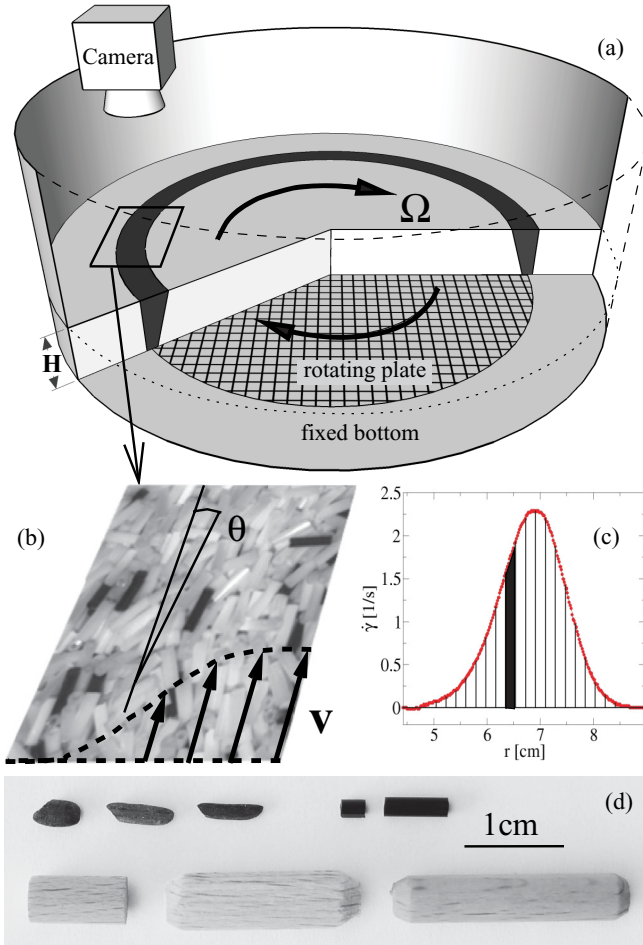 Camera
(a)
Ω
H
rotating plate
fixed bottom
(b)
θ
V
(c)
2.5
2
1.5
1
0.5
0
γ̇ [1/s]
5 6 7 8
r [cm]
(d)
1cm